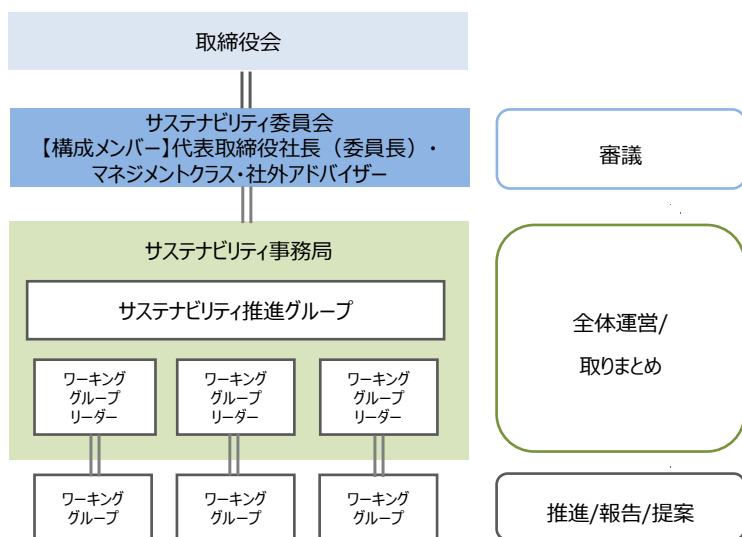 取締役会
サステナビリティ委員会
【構成メンバー】代表取締役社長（委員長）・
マネジメントクラス・社外アドバイザー
審議
サステナビリティ事務局
サステナビリティ推進グループ
全体運営/
取りまとめ
ワーキング
グループ
リーダー
ワーキング
グループ
リーダー
ワーキング
グループ
リーダー
ワーキング
グループ
ワーキング
グループ
ワーキング
グループ
推進/報告/提案